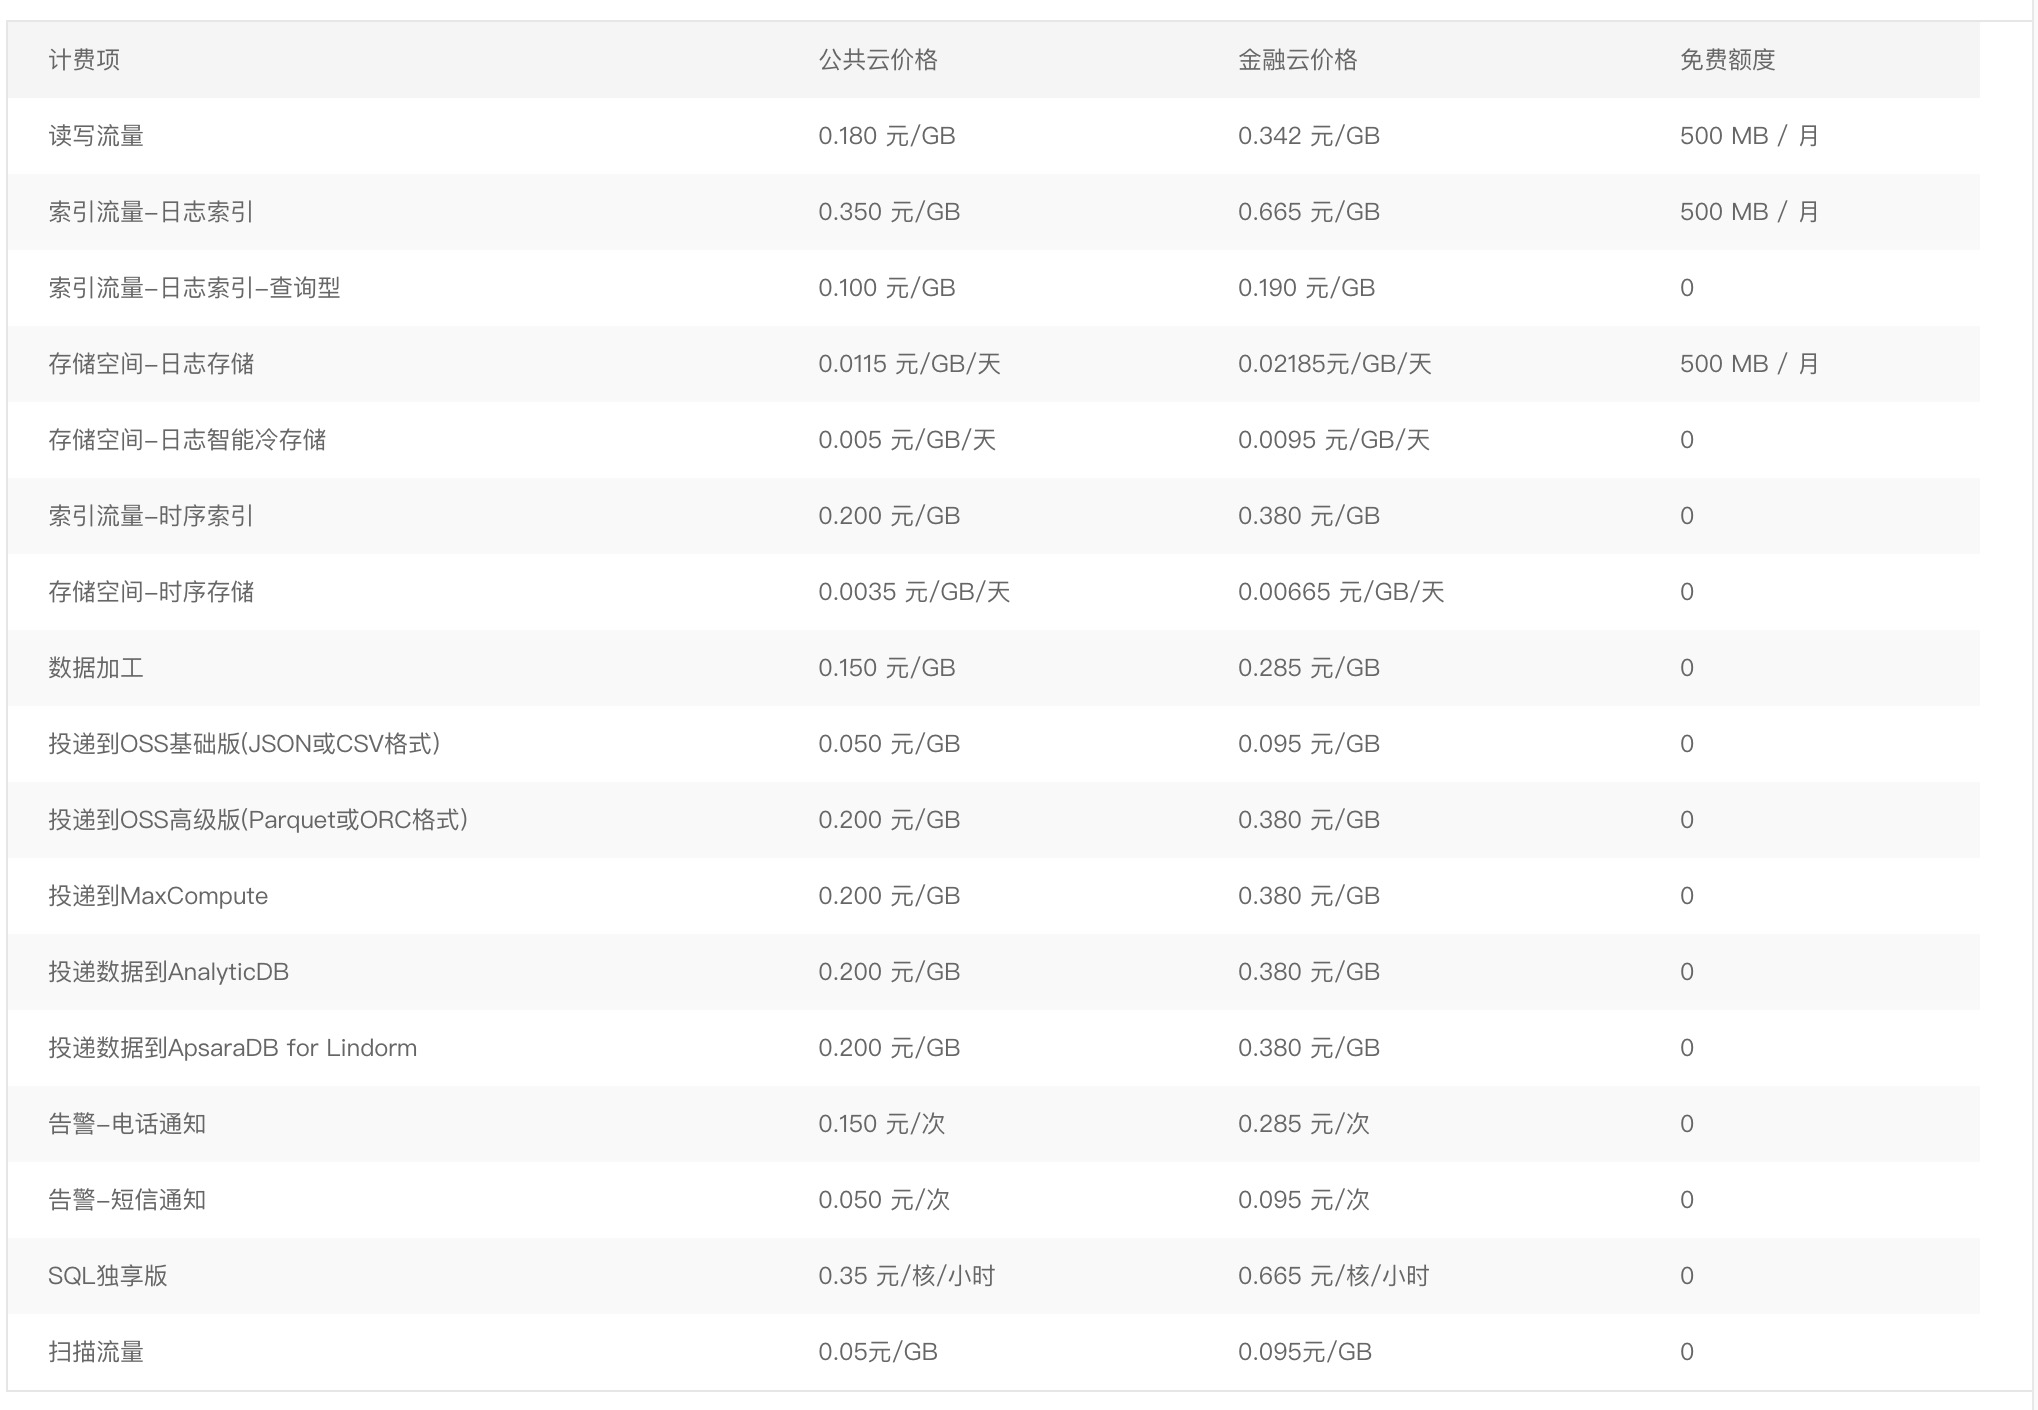 计费项 公共云价格 金融云价格 免费额度
读写流量 0.180 元/GB 0.342 元/GB 500 MB / 月
索引流量-日志索引 0.350 元/GB 0.665 元/GB 500 MB / 月
索引流量-日志索引-查询型 0.100 元/GB 0.190 元/GB 0
存储空间-日志存储 0.0115 元/GB/天 0.02185元/GB/天 500 MB / 月
存储空间-日志智能冷存储 0.005 元/GB/天 0.0095 元/GB/天 0
索引流量-时序索引 0.200 元/GB 0.380 元/GB 0
存储空间-时序存储 0.0035 元/GB/天 0.00665 元/GB/天 0
数据加工 0.150 元/GB 0.285 元/GB 0
投递到OSS基础版(JSON或CSV格式) 0.050 元/GB 0.095 元/GB 0
投递到OSS高级版(Parquet或ORC格式) 0.200 元/GB 0.380 元/GB 0
投递到MaxCompute 0.200 元/GB 0.380 元/GB 0
投递数据到AnalyticDB 0.200 元/GB 0.380 元/GB 0
投递数据到ApsaraDB for Lindorm 0.200 元/GB 0.380 元/GB 0
告警-电话通知 0.150 元/次 0.285 元/次 0
告警-短信通知 0.050 元/次 0.095 元/次 0
SQL独享版 0.35 元/核/小时 0.665 元/核/小时 0
扫描流量 0.05元/GB 0.095元/GB 0